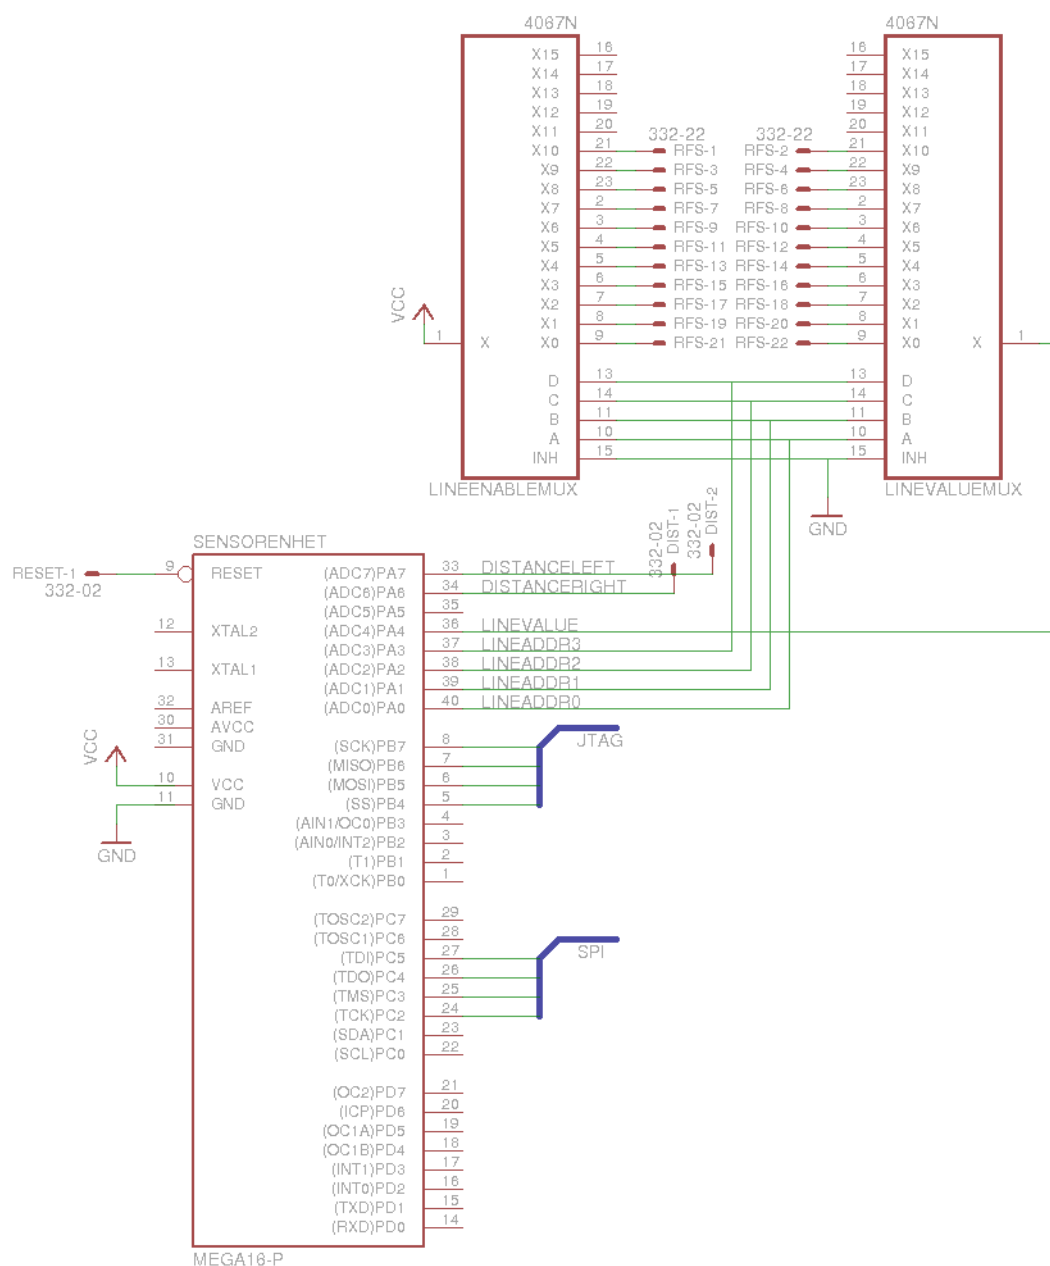 4067N 4067N
X15 16 16 X15
X14 17 17 X14
X13 18 18 X13
X12 19 19 X12
X11 20 20 X11
332-22 332-22
X10 21 RFS-1 RFS-2 21 X10
X9 22 RFS-3 RFS-4 22 X9
X8 23 RFS-5 RFS-6 23 X8
X7 2 RFS-7 RFS-8 2 X7
X6 3 RFS-9 RFS-10 3 X6
X5 4 RFS-11 RFS-12 4 X5
X4 5 RFS-13 RFS-14 5 X4
X3 6 RFS-15 RFS-16 6 X3
X2 7 RFS-17 RFS-18 7 X2
VCC
X1 8 RFS-19 RFS-20 8 X1
1 X X0 9 RFS-21 RFS-22 9 X0 X 1
D 13 13 D
C 14 14 C
B 11 11 B
A 10 10 A
INH 15 15 INH
LINEENABLEMUX LINEVALUEMUX
332-02 DIST-1
332-02 DIST-2
GND
SENSORENHET
RESET-1 9 RESET (ADC7)PA7 33 DISTANCELEFT
332-02
(ADC6)PA6 34 DISTANCERIGHT
(ADC5)PA5 35
12 XTAL2 (ADC4)PA4 36 LINEVALUE
(ADC3)PA3 37 LINEADDR3
13 XTAL1 (ADC2)PA2 38 LINEADDR2
(ADC1)PA1 39 LINEADDR1
32 AREF (ADC0)PA0 40 LINEADDR0
30 AVCC
VCC
31 GND (SCK)PB7 8 JTAG
(MISO)PB6 7
10 VCC (MOSI)PB5 6
11 GND (SS)PB4 5
(AIN1/OC0)PB3 4
(AIN0/INT2)PB2 3
GND
(T1)PB1 2
(T0/XCK)PB0 1
(TOSC2)PC7 29
(TOSC1)PC6 28
(TDI)PC5 27 SPI
(TDO)PC4 26
(TMS)PC3 25
(TCK)PC2 24
(SDA)PC1 23
(SCL)PC0 22
(OC2)PD7 21
(ICP)PD6 20
(OC1A)PD5 19
(OC1B)PD4 18
(INT1)PD3 17
(INT0)PD2 16
(TXD)PD1 15
(RXD)PD0 14
MEGA16-P